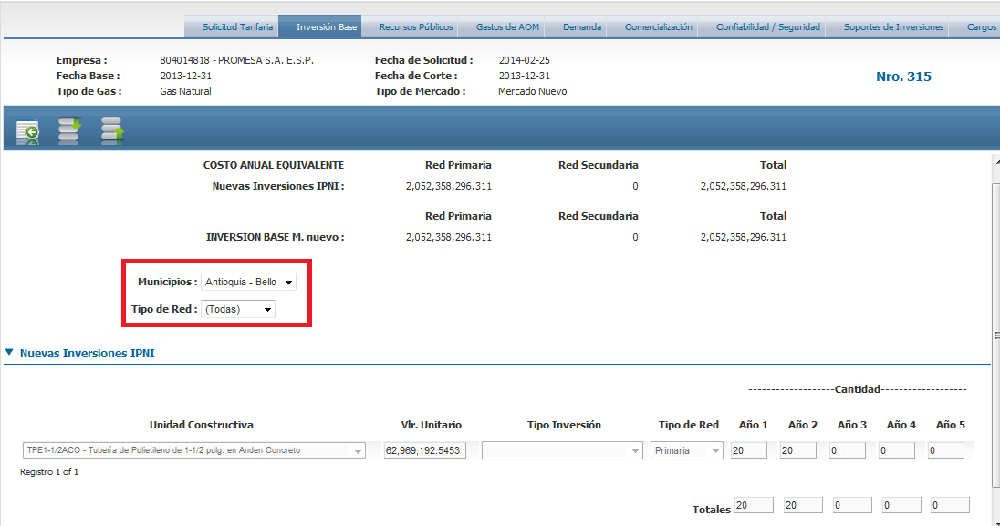 Solicitud Tarifaria Inversión Base Recursos Públicos Gastos de AOM Demanda Comercialización Confiabilidad / Seguridad Soportes de Inversiones Cargos
Empresa : 804014818 - PROMESA S.A. E.S.P. Fecha de Solicitud : 2014-02-25
Fecha Base : 2013-12-31 Fecha de Corte : 2013-12-31 Nro. 315
Tipo de Gas : Gas Natural Tipo de Mercado : Mercado Nuevo
COSTO ANUAL EQUIVALENTE Red Primaria Red Secundaria Total
Nuevas Inversiones IPNI : 2,052,358,296.311 0 2,052,358,296.311
Red Primaria Red Secundaria Total
INVERSION BASE M. nuevo : 2,052,358,296.311 0 2,052,358,296.311
Municipios : Antioquia - Bello
Tipo de Red : (Todas)
Nuevas Inversiones IPNI
-------------------Cantidad-------------------
Unidad Constructiva Vlr. Unitario Tipo Inversión Tipo de Red Año 1 Año 2 Año 3 Año 4 Año 5
TPE1-1/2ACO - Tubería de Polietileno de 1-1/2 pulg. en Anden Concreto 62,969,192.5453 Primaria 20 20 0 0 0
Registro 1 of 1
Totales 20 20 0 0 0